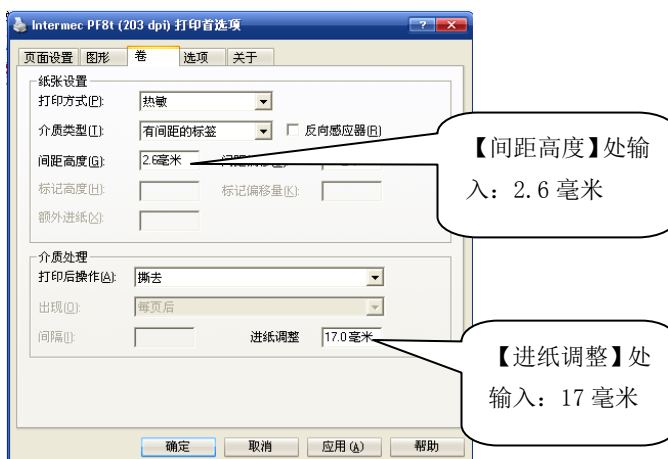 Intermec PF8t (203 dpi) 打印首选项
页面设置 图形 卷 选项 关于
纸张设置
打印方式(P): 热敏
介质类型(T): 有间距的标签 反向感应器(R)
间距高度(G): 2.6毫米
标记高度(H): 标记偏移量(K):
额外进纸(X):
【间距高度】处输
入：2.6 毫米
介质处理
打印后操作(A): 撕去
出现(O): 每页后
间隔(I): 进纸调整 17.0毫米
【进纸调整】处
输入：17 毫米
确定 取消 应用(A) 帮助